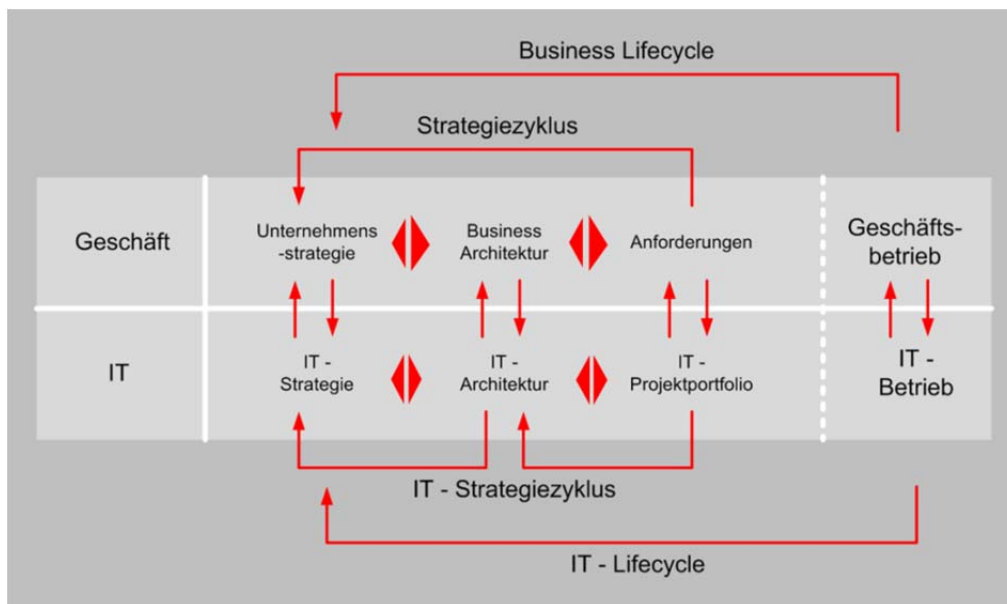 Business Lifecycle
Strategiezyklus
Geschäft
Unternehmens
-strategie
Business
Architektur
Anforderungen
Geschäfts-
betrieb
IT
IT -
Strategie
IT -
Architektur
IT -
Projektportfolio
IT -
Betrieb
IT - Strategiezyklus
IT - Lifecycle